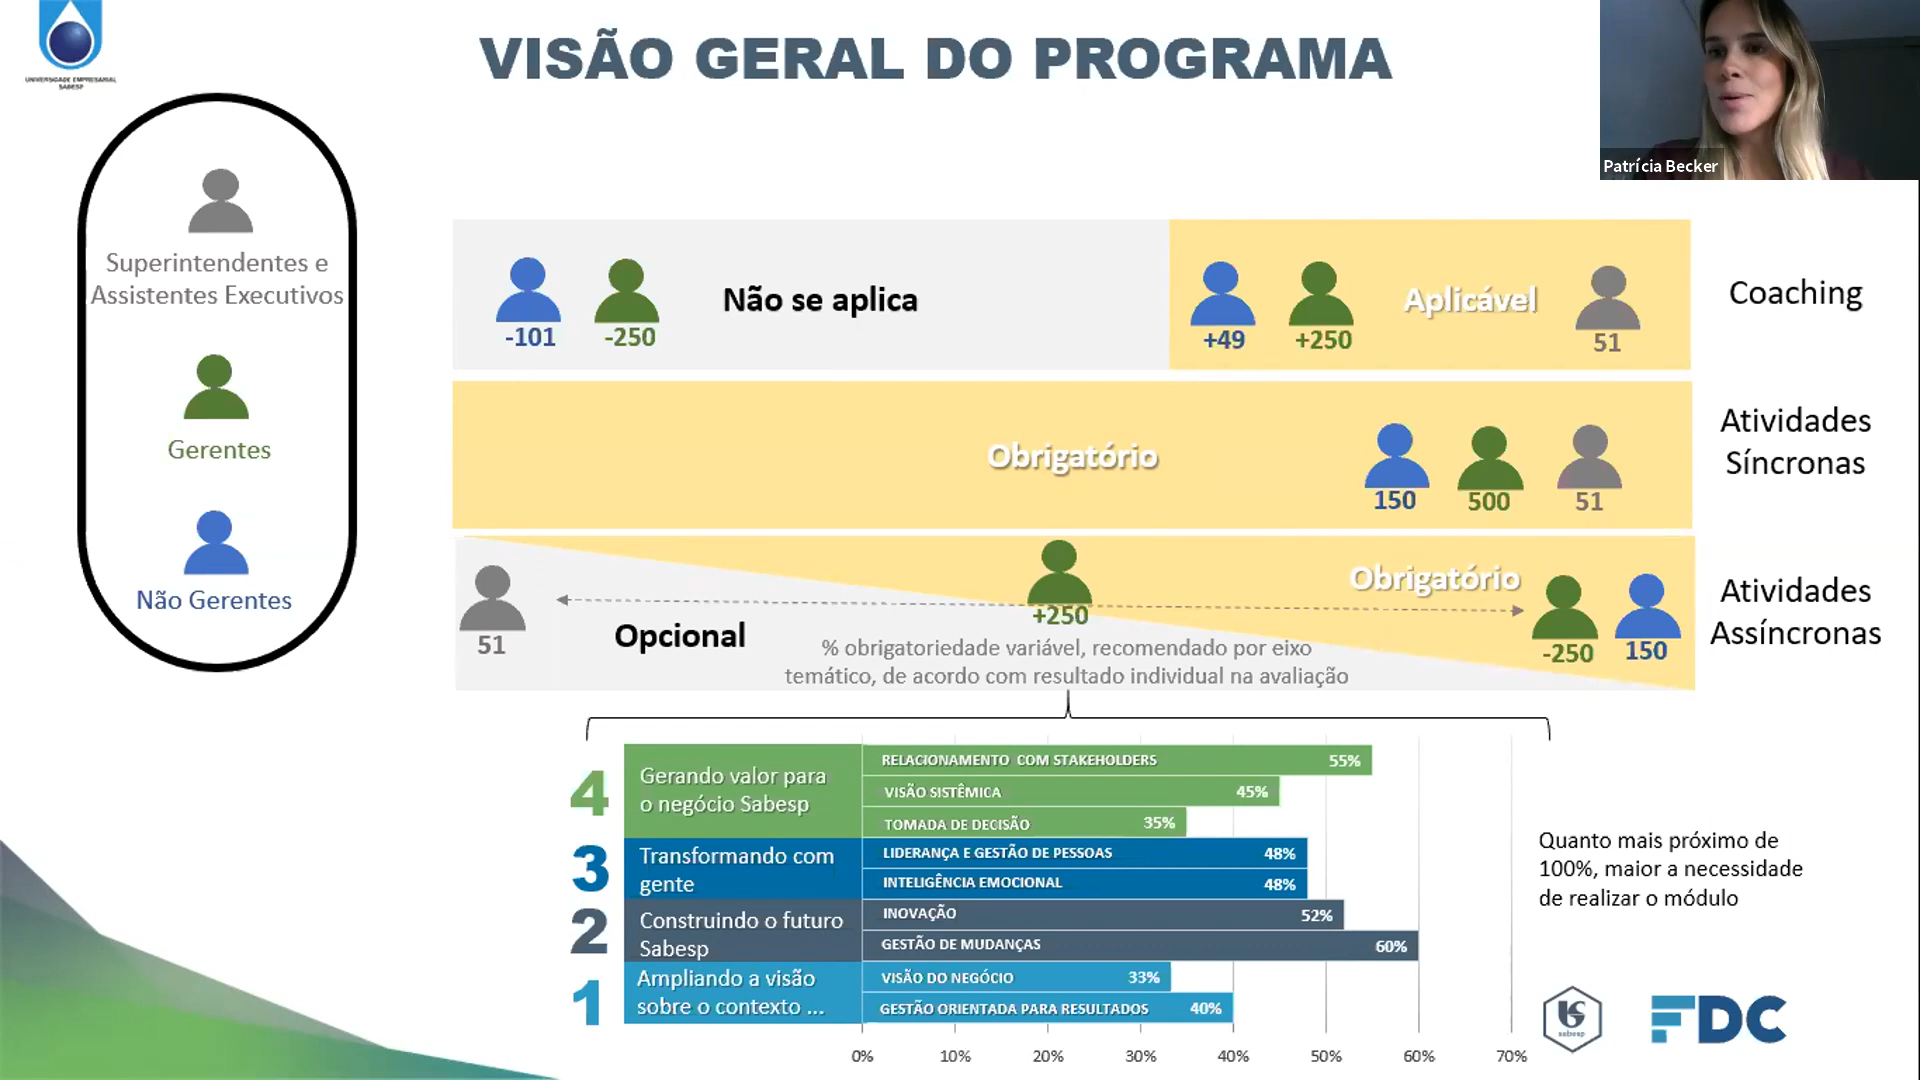 UNIVERSIDADE EMPRESARIAL
SABESP
VISÃO GERAL DO PROGRAMA
Patrícia Becker
Superintendentes e
Assistentes Executivos
Gerentes
Não Gerentes
-101
-250
Não se aplica
+49
+250
Aplicável
51
Coaching
Obrigatório
150
500
51
Atividades
Síncronas
51
Opcional
+250
Obrigatório
-250
150
% obrigatoriedade variável, recomendado por eixo
temático, de acordo com resultado individual na avaliação
Atividades
Assíncronas
4
Gerando valor para
o negócio Sabesp
RELACIONAMENTO COM STAKEHOLDERS 55%
VISÃO SISTÊMICA 45%
TOMADA DE DECISÃO 35%
3
Transformando com
gente
LIDERANÇA E GESTÃO DE PESSOAS 48%
INTELIGÊNCIA EMOCIONAL 48%
2
Construindo o futuro
Sabesp
INOVAÇÃO 52%
GESTÃO DE MUDANÇAS 60%
1
Ampliando a visão
sobre o contexto ...
VISÃO DO NEGÓCIO 33%
GESTÃO ORIENTADA PARA RESULTADOS 40%
0% 10% 20% 30% 40% 50% 60% 70%
Quanto mais próximo de
100%, maior a necessidade
de realizar o módulo
sabesp
FDC